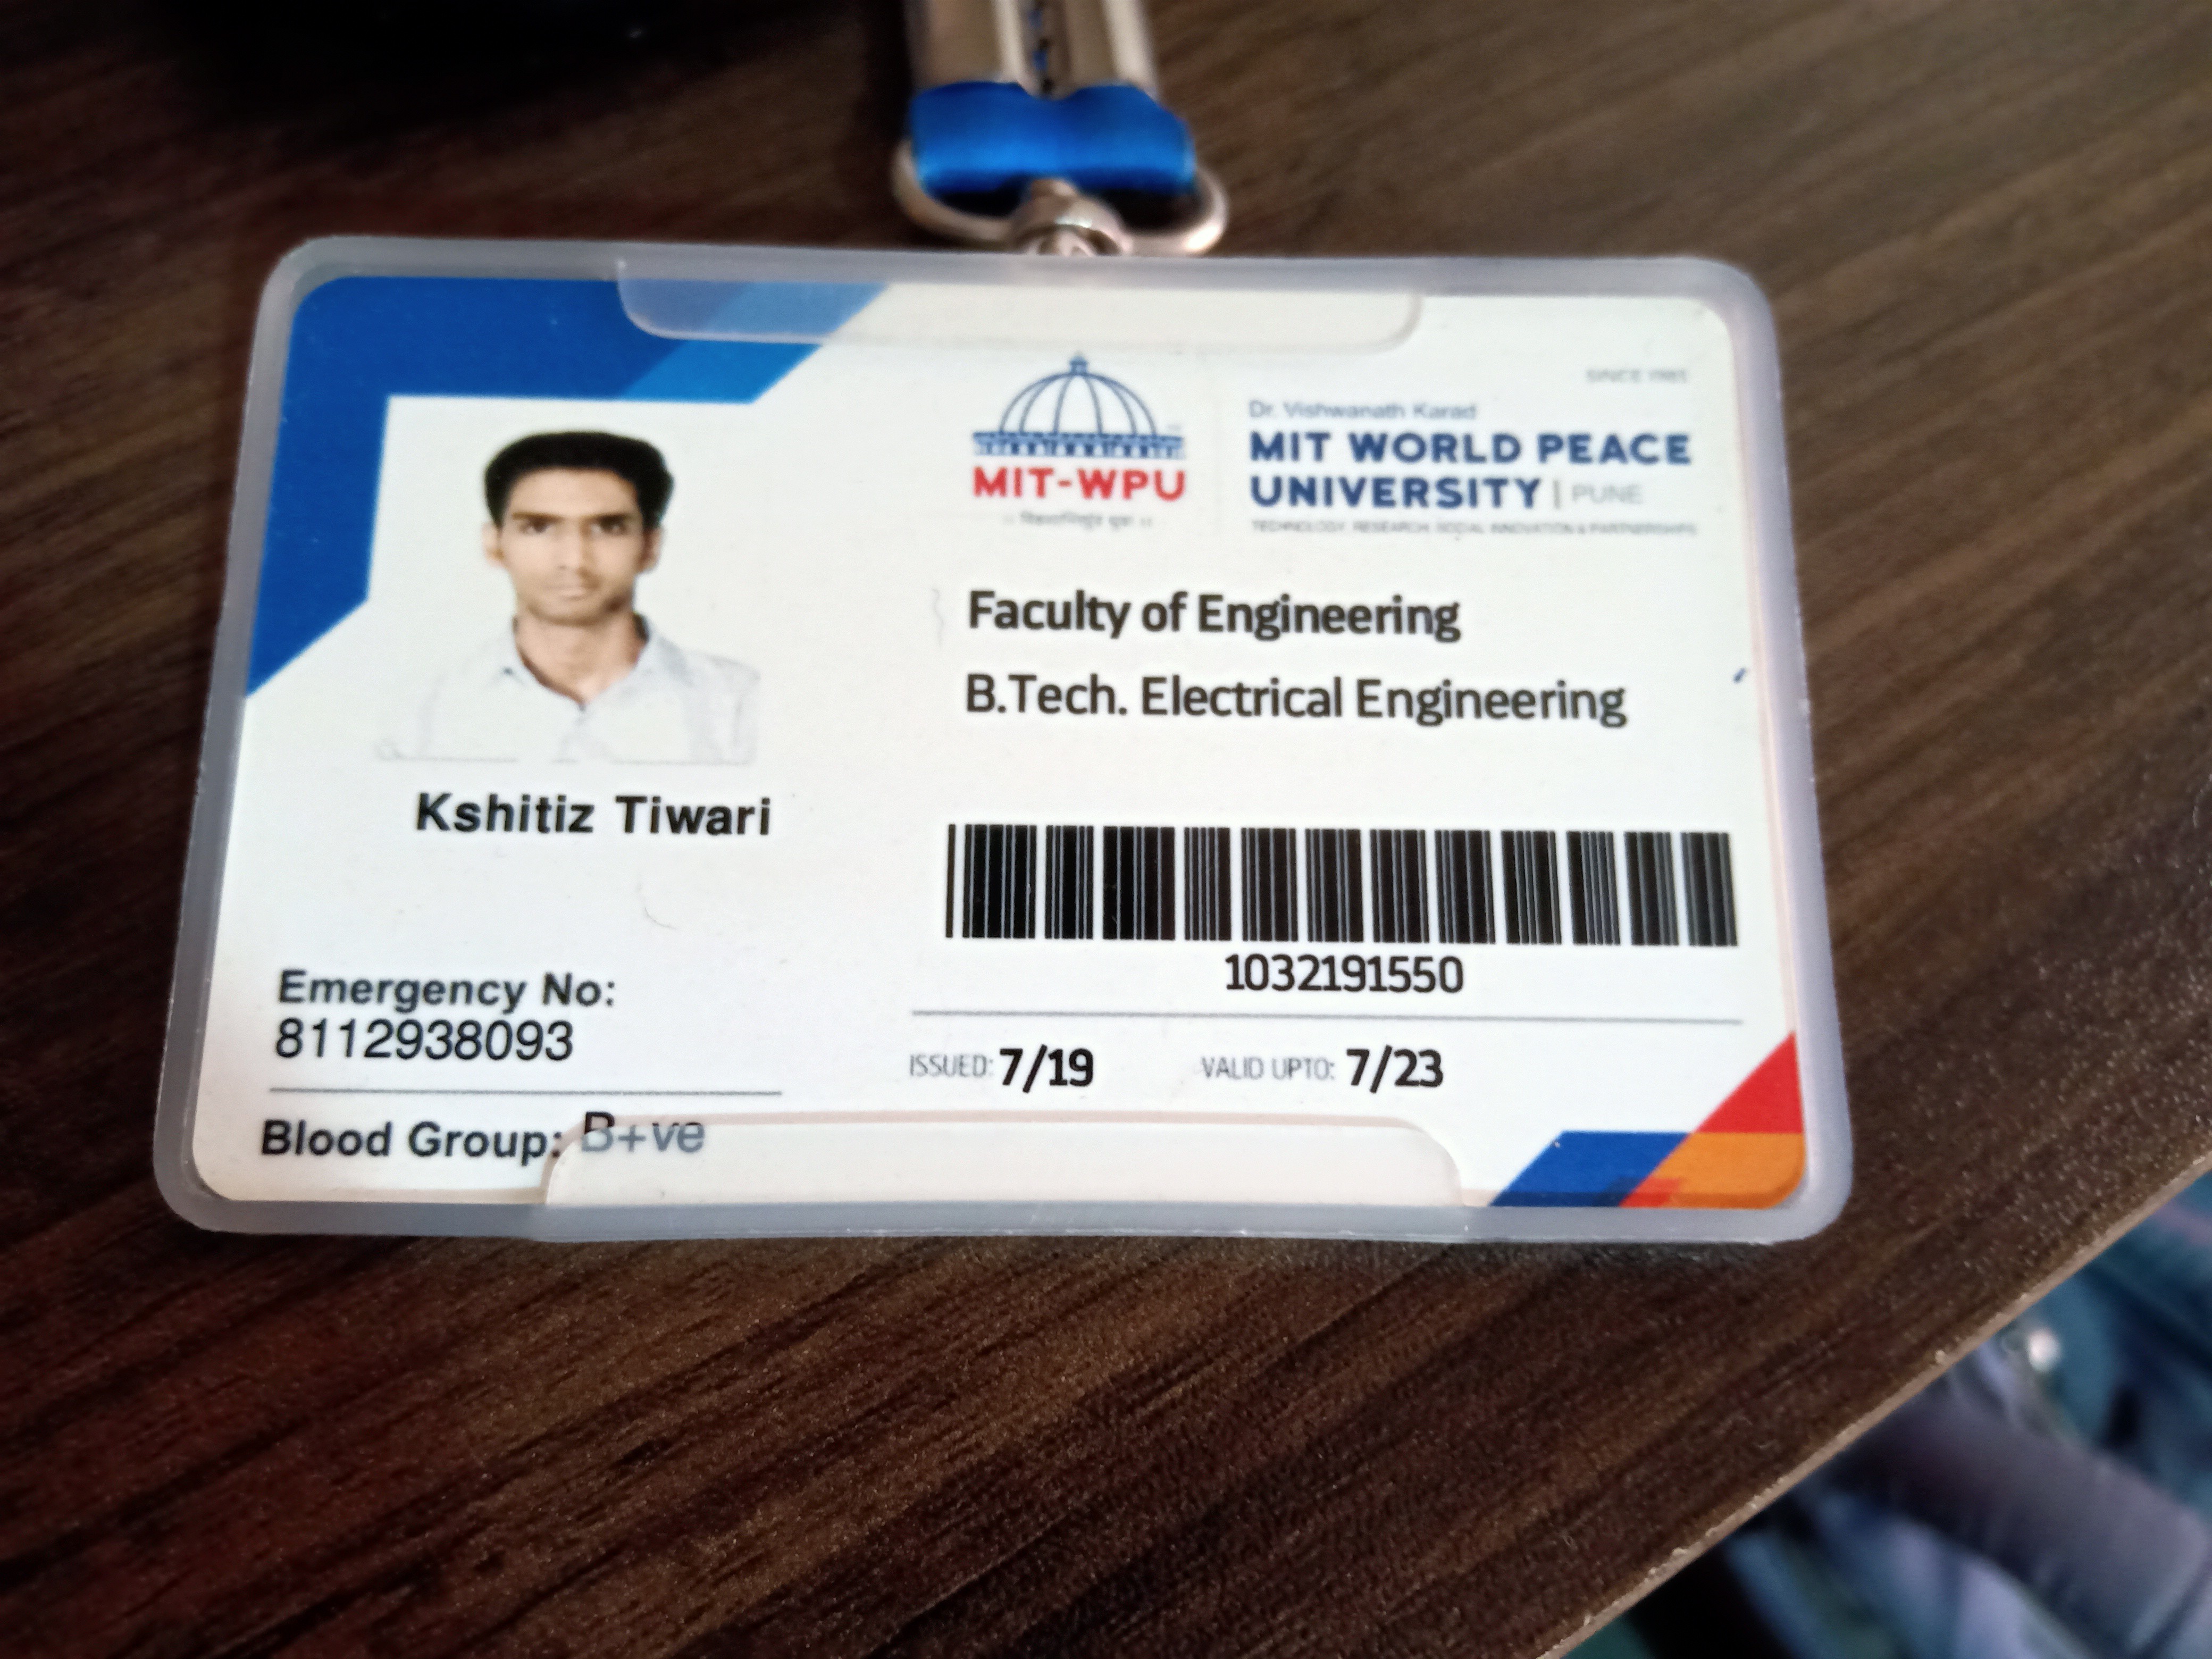 SINCE 1983
Dr. Vishwanath Karad
MIT WORLD PEACE
UNIVERSITY | PUNE
TECHNOLOGY, RESEARCH, SOCIAL INNOVATION & PARTNERSHIPS
MIT-WPU
Faculty of Engineering
B.Tech. Electrical Engineering
Kshitiz Tiwari
1032191550
Emergency No:
8112938093
ISSUED: 7/19 VALID UPTO: 7/23
Blood Group: B+ve